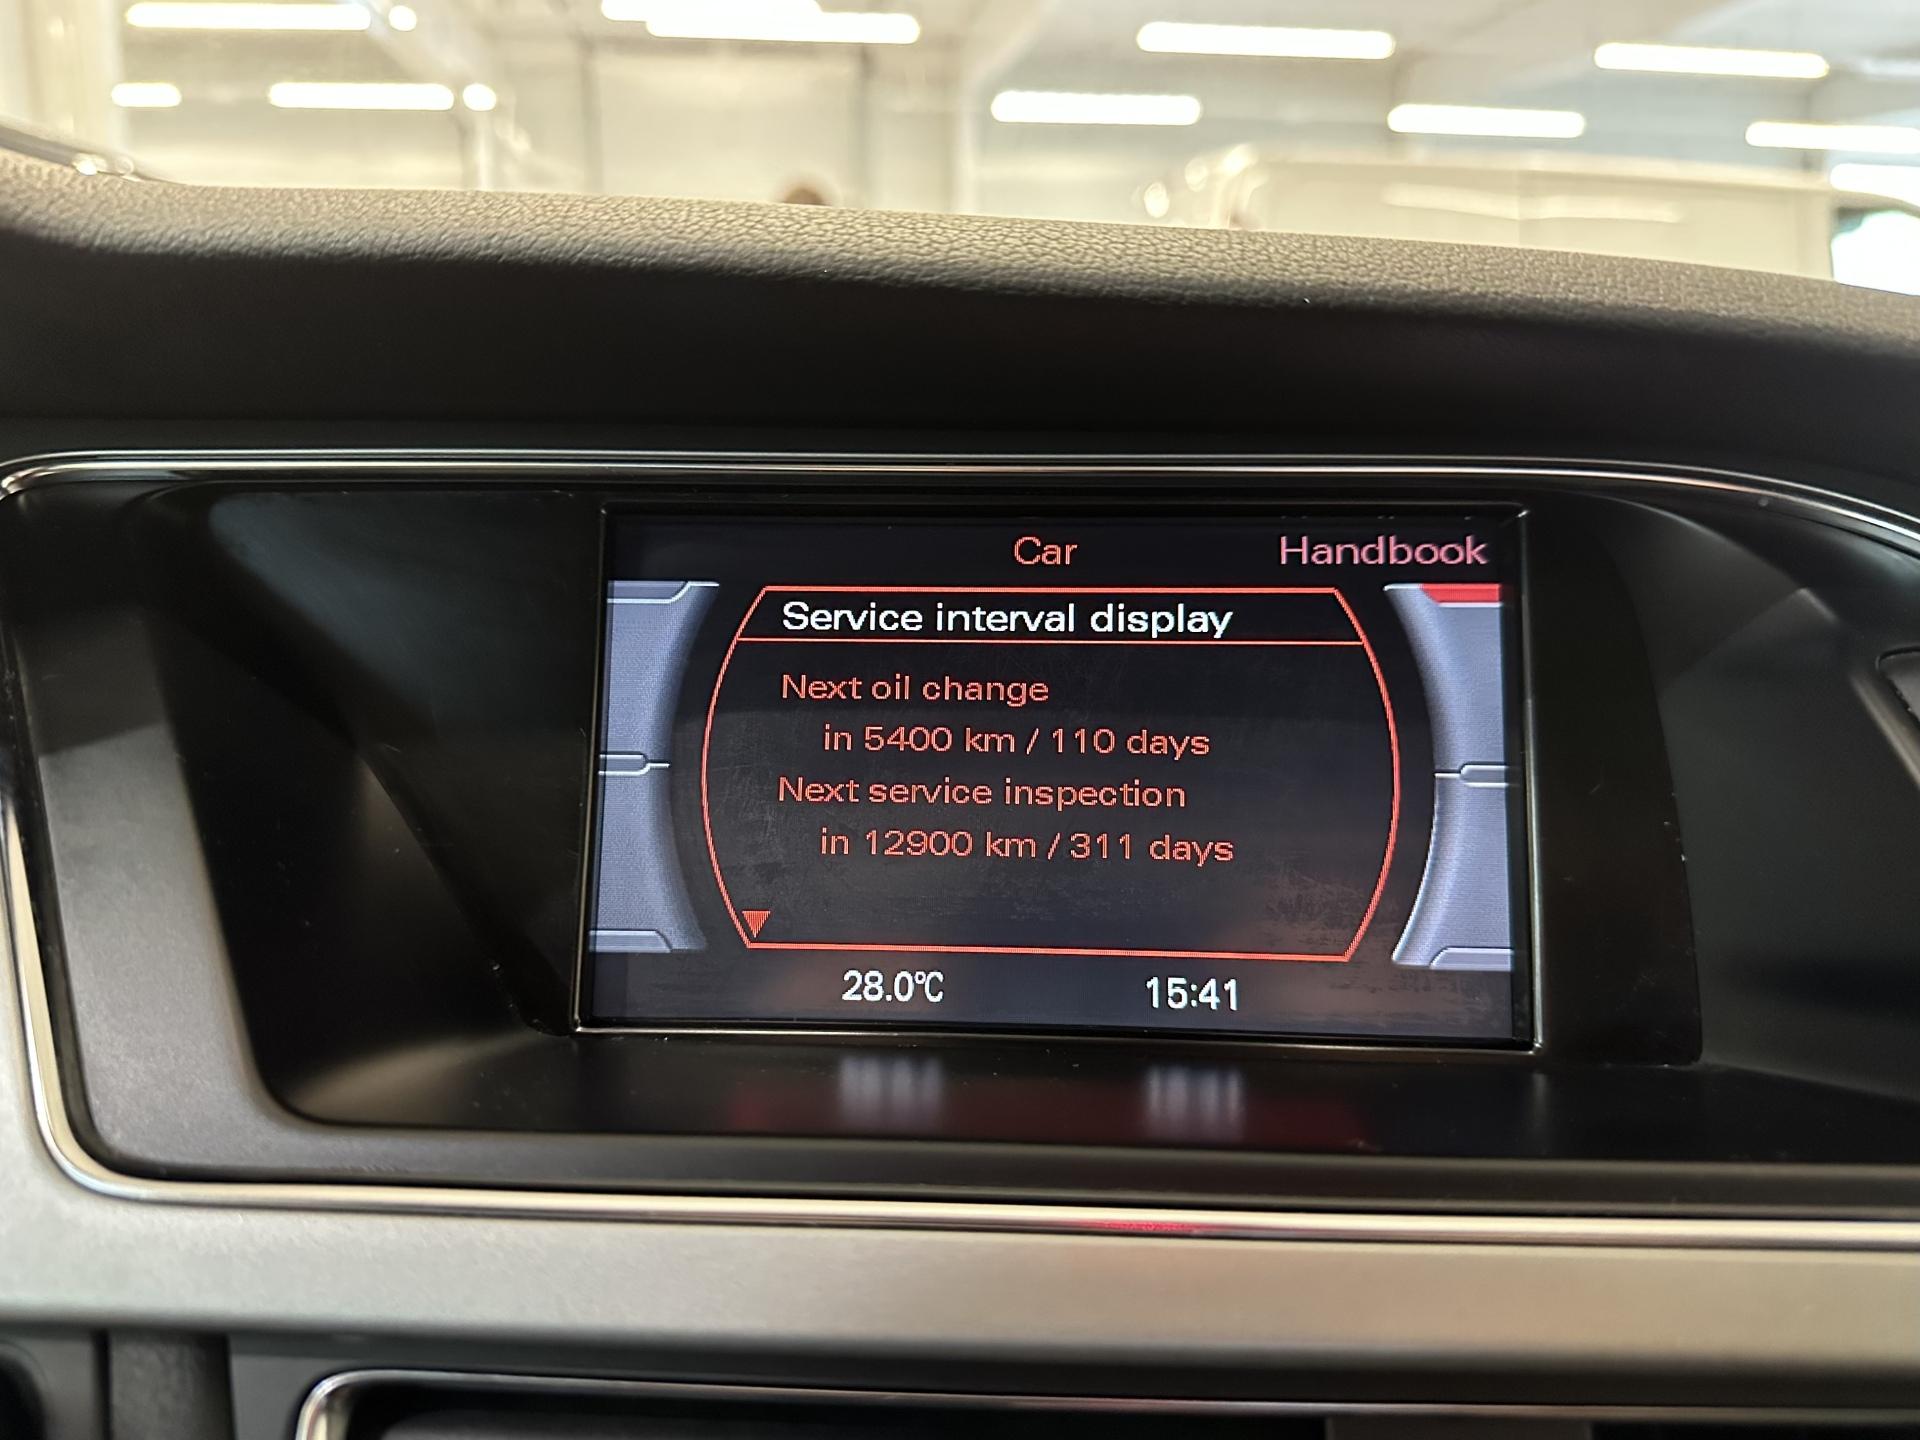 Car Handbook
Service interval display
Next oil change
in 5400 km / 110 days
Next service inspection
in 12900 km / 311 days
28.0°C 15:41